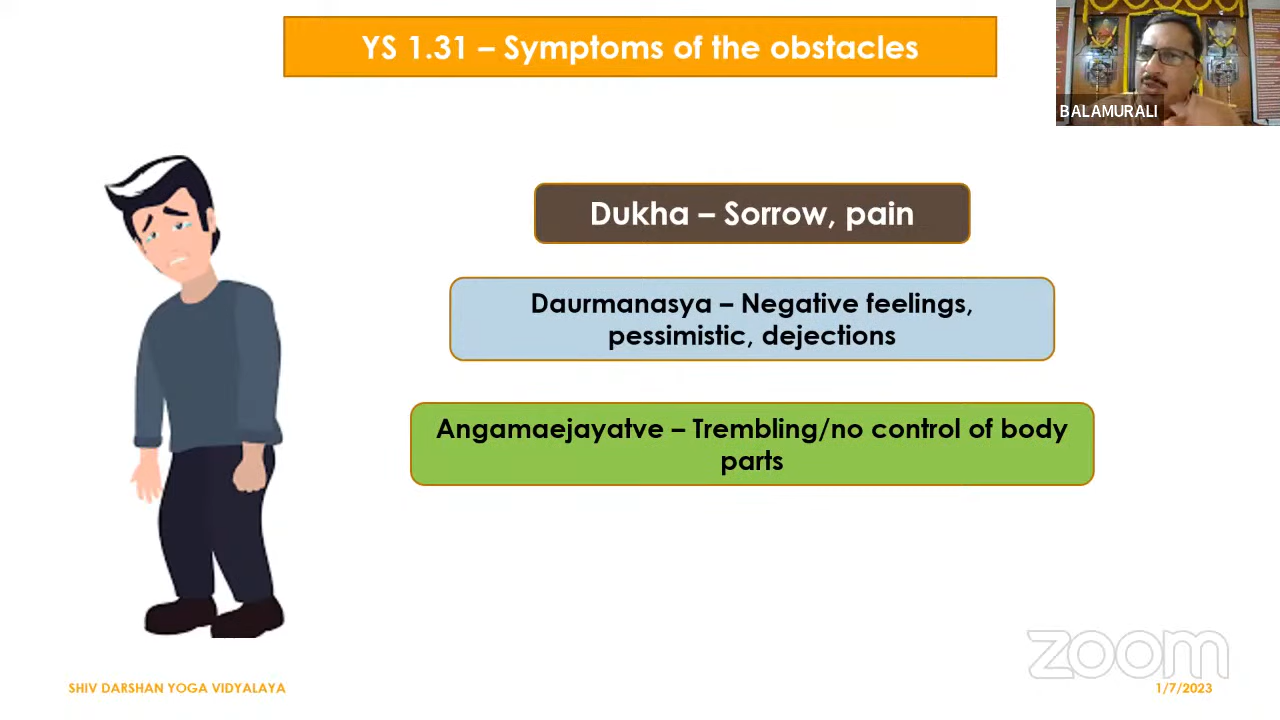 YS 1.31 – Symptoms of the obstacles
BALAMURALI
Dukha – Sorrow, pain
Daurmanasya – Negative feelings,
pessimistic, dejections
Angamaejayatve – Trembling/no control of body
parts
zoom
SHIV DARSHAN YOGA VIDYALAYA
1/7/2023